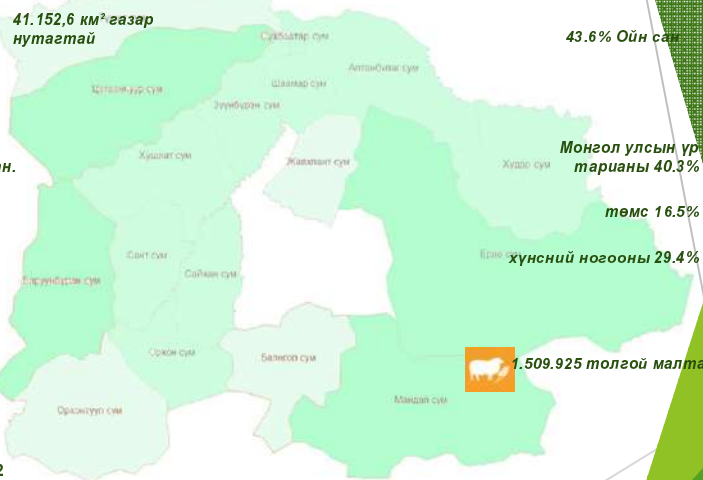 41.152,6 км² газар
нутагтай
Сүхбаатар сум
43.6% Ойн сан
Алтанбулаг сум
Шаамар сум
Цагааннуур сум
Зүүнбүрэн сум
Монгол улсын үр
тарианы 40.3%
Хушаат сум
Жавхлант сум
Хүдэр сум
төмс 16.5%
Сант сум
Ерөө
хүнсний ногооны 29.4%
Сайхан сум
Баруунбүрэн сум
Орхон сум
Баянгол сум
1.509.925 толгой малта
Мандал сум
Орхонтуул сум
2